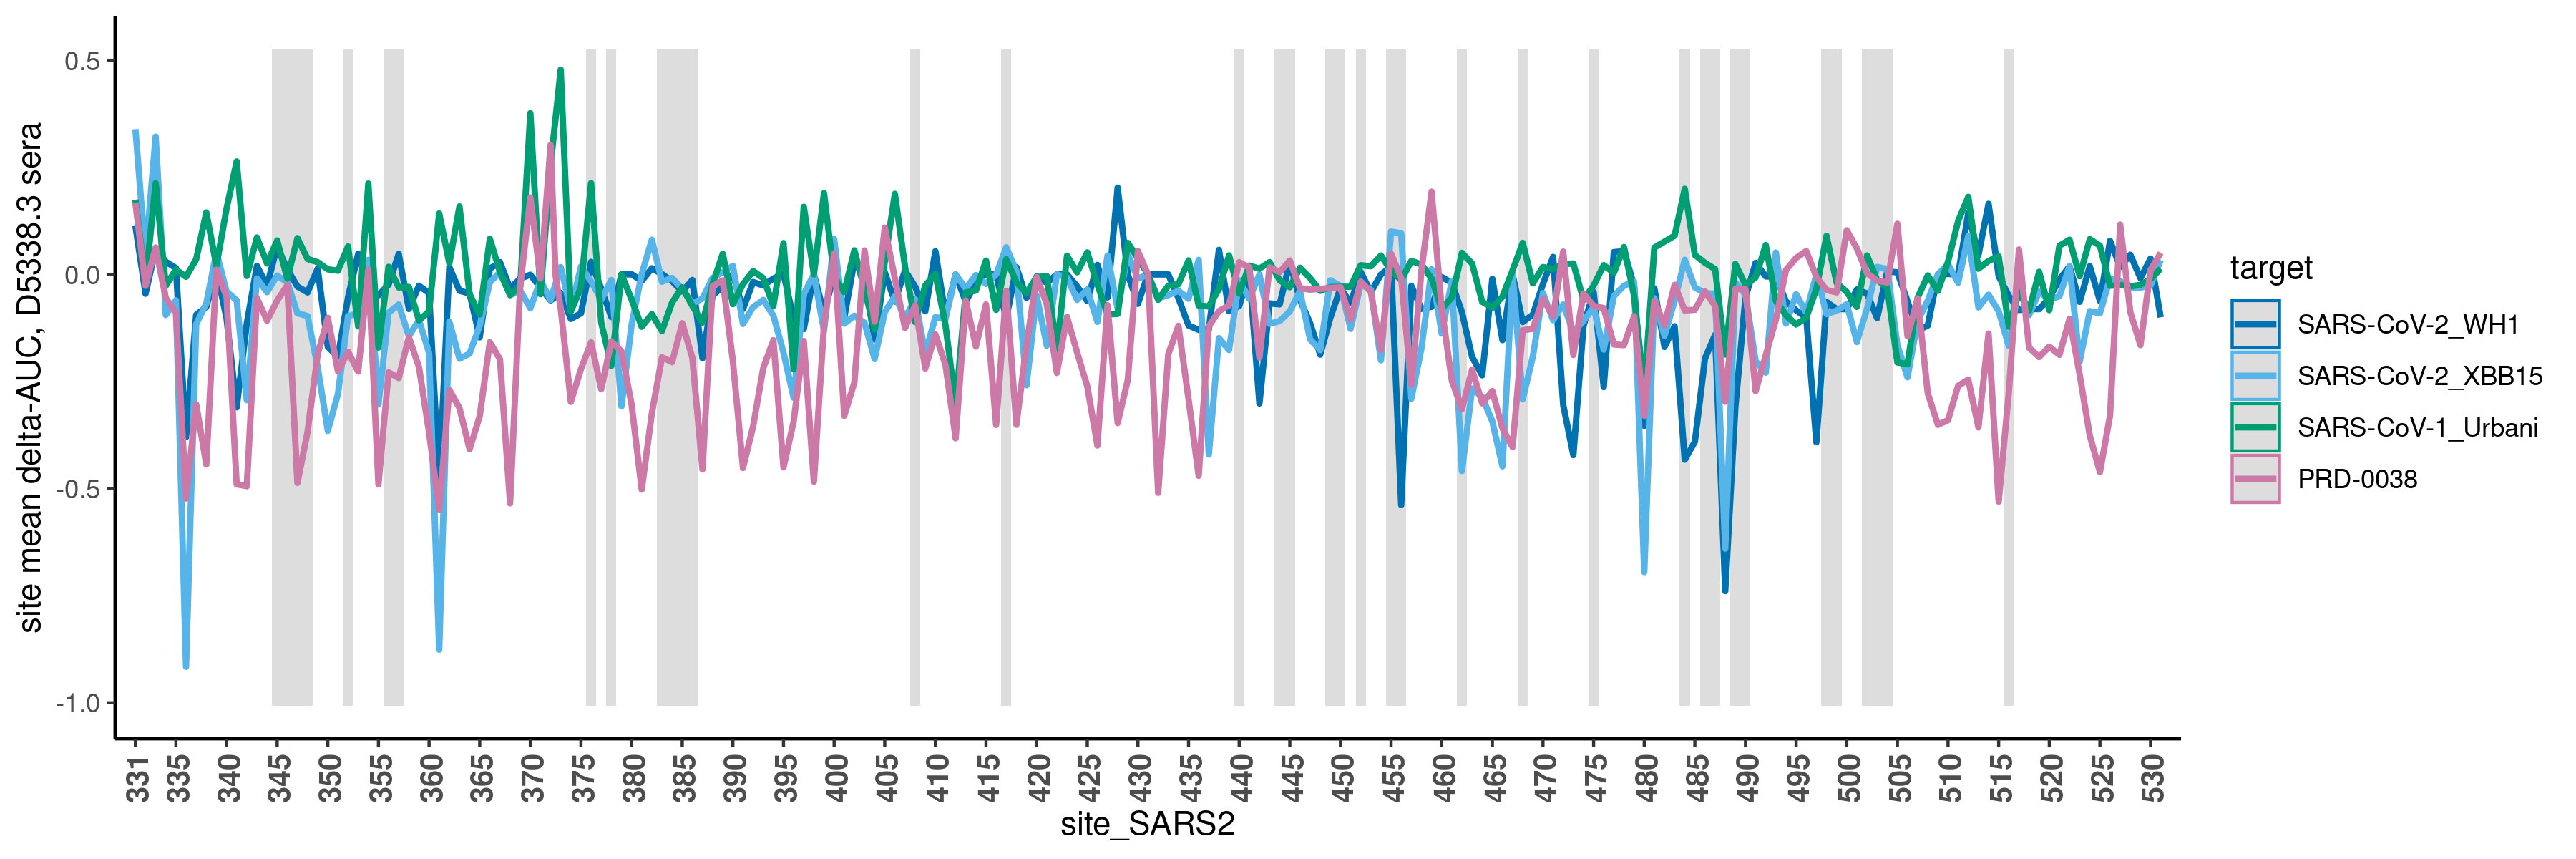 site mean delta-AUC, D5338.3 sera
0.5
0.0
-0.5
-1.0
331 335 340 345 350 355 360 365 370 375 380 385 390 395 400 405 410 415 420 425 430 435 440 445 450 455 460 465 470 475 480 485 490 495 500 505 510 515 520 525 530
site_SARS2
target
SARS-CoV-2_WH1
SARS-CoV-2_XBB15
SARS-CoV-1_Urbani
PRD-0038